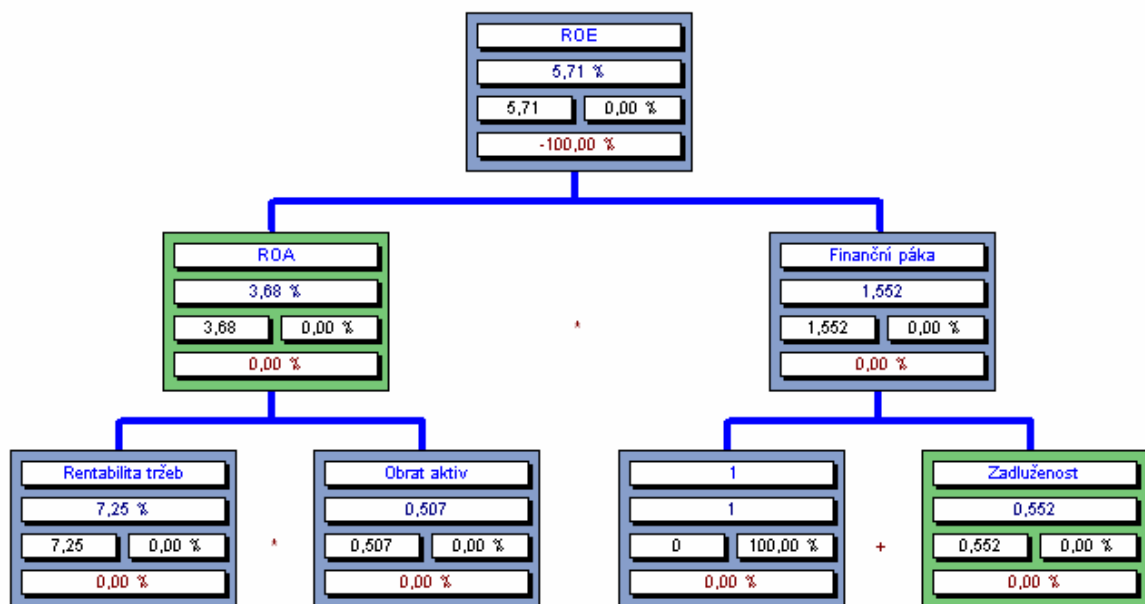 ROE
5,71 %
5,71 0,00 %
-100,00 %
ROA
3,68 %
3,68 0,00 %
0,00 %
*
Finanční páka
1,552
1,552 0,00 %
0,00 %
Rentabilita tržeb
7,25 %
7,25 0,00 %
0,00 %
*
Obrat aktiv
0,507
0,507 0,00 %
0,00 %
1
1
0 100,00 %
0,00 %
+
Zadluženost
0,552
0,552 0,00 %
0,00 %